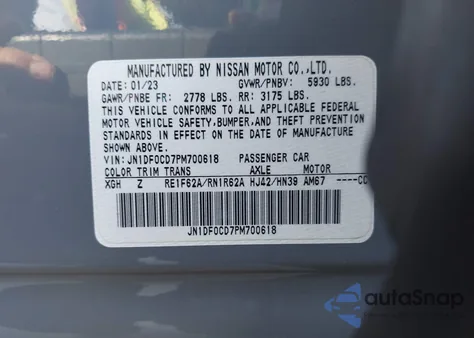 MANUFACTURED BY NISSAN MOTOR CO.,LTD.
DATE: 01/23 GVWR/PNBV: 5930 LBS.
GAWR/PNBE FR: 2778 LBS. RR: 3175 LBS.
THIS VEHICLE CONFORMS TO ALL APPLICABLE FEDERAL
MOTOR VEHICLE SAFETY, BUMPER, AND THEFT PREVENTION
STANDARDS IN EFFECT ON THE DATE OF MANUFACTURE
SHOWN ABOVE.
VIN: JN1DF0CD7PM700618 PASSENGER CAR
COLOR TRIM TRANS AXLE MOTOR
XGH Z RE1F62A/RN1R62A HJ42/HN39 AM67 ----CC
JN1DF0CD7PM700618
autoSnap